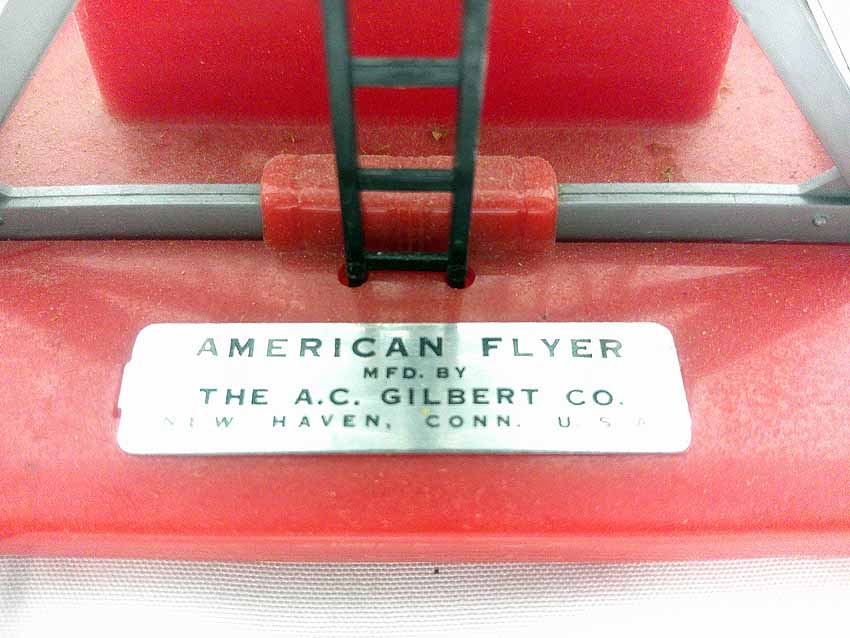 AMERICAN FLYER
MFD. BY
THE A.C. GILBERT CO.
NEW HAVEN, CONN. U.S.A